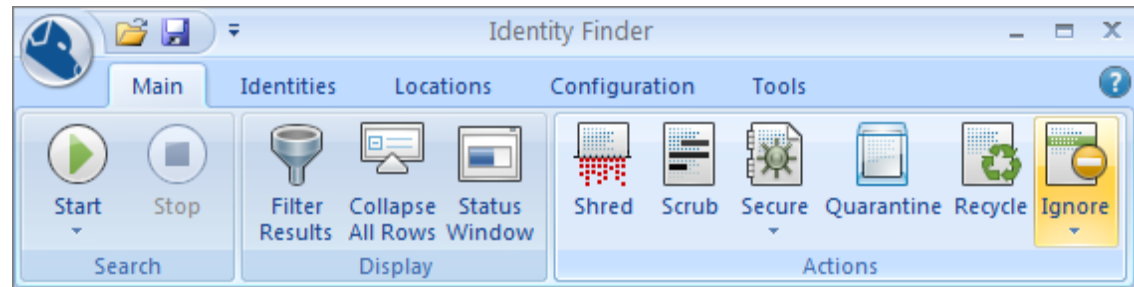 Identity Finder
Main Identities Locations Configuration Tools
Start Stop Filter Collapse Status Shred Scrub Secure Quarantine Recycle Ignore
Results All Rows Window
Search Display Actions